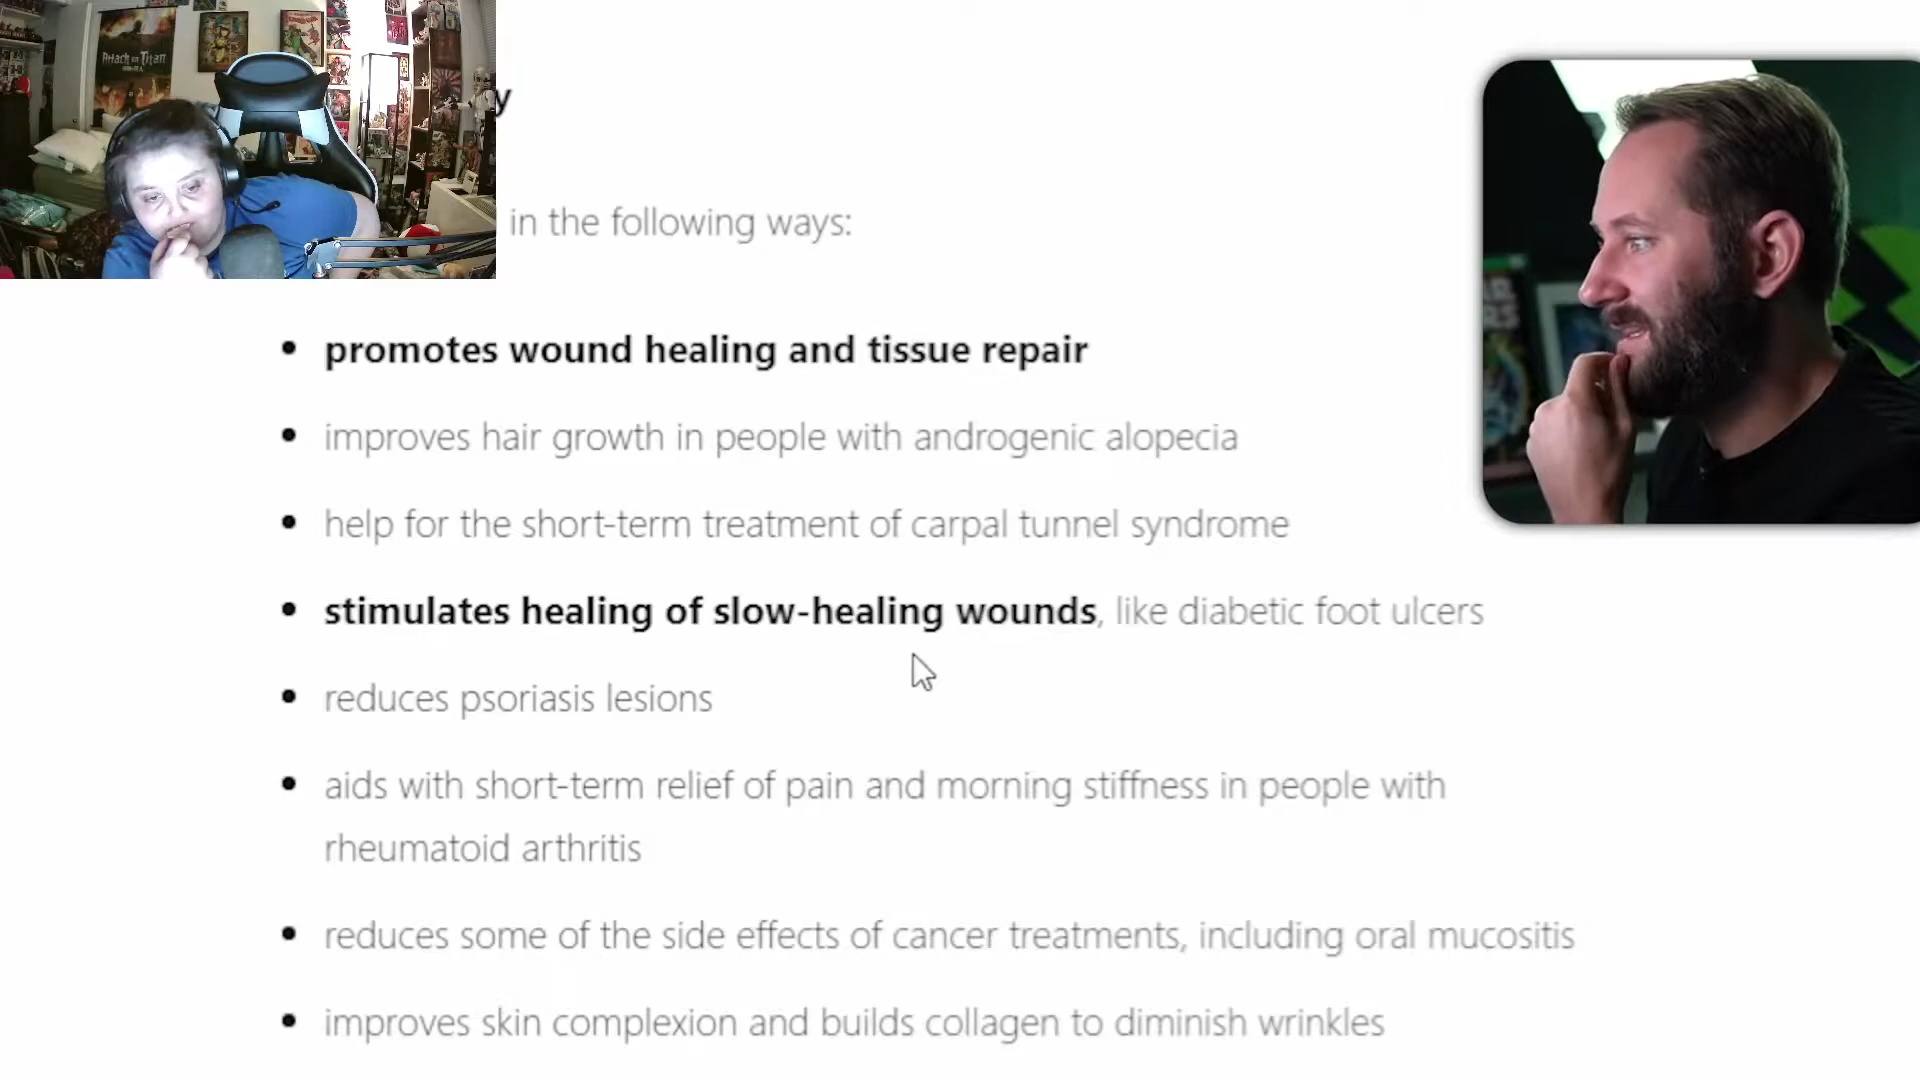 Attack on Titan
y
in the following ways:
• promotes wound healing and tissue repair
• improves hair growth in people with androgenic alopecia
• help for the short-term treatment of carpal tunnel syndrome
• stimulates healing of slow-healing wounds, like diabetic foot ulcers
• reduces psoriasis lesions
• aids with short-term relief of pain and morning stiffness in people with
rheumatoid arthritis
• reduces some of the side effects of cancer treatments, including oral mucositis
• improves skin complexion and builds collagen to diminish wrinkles